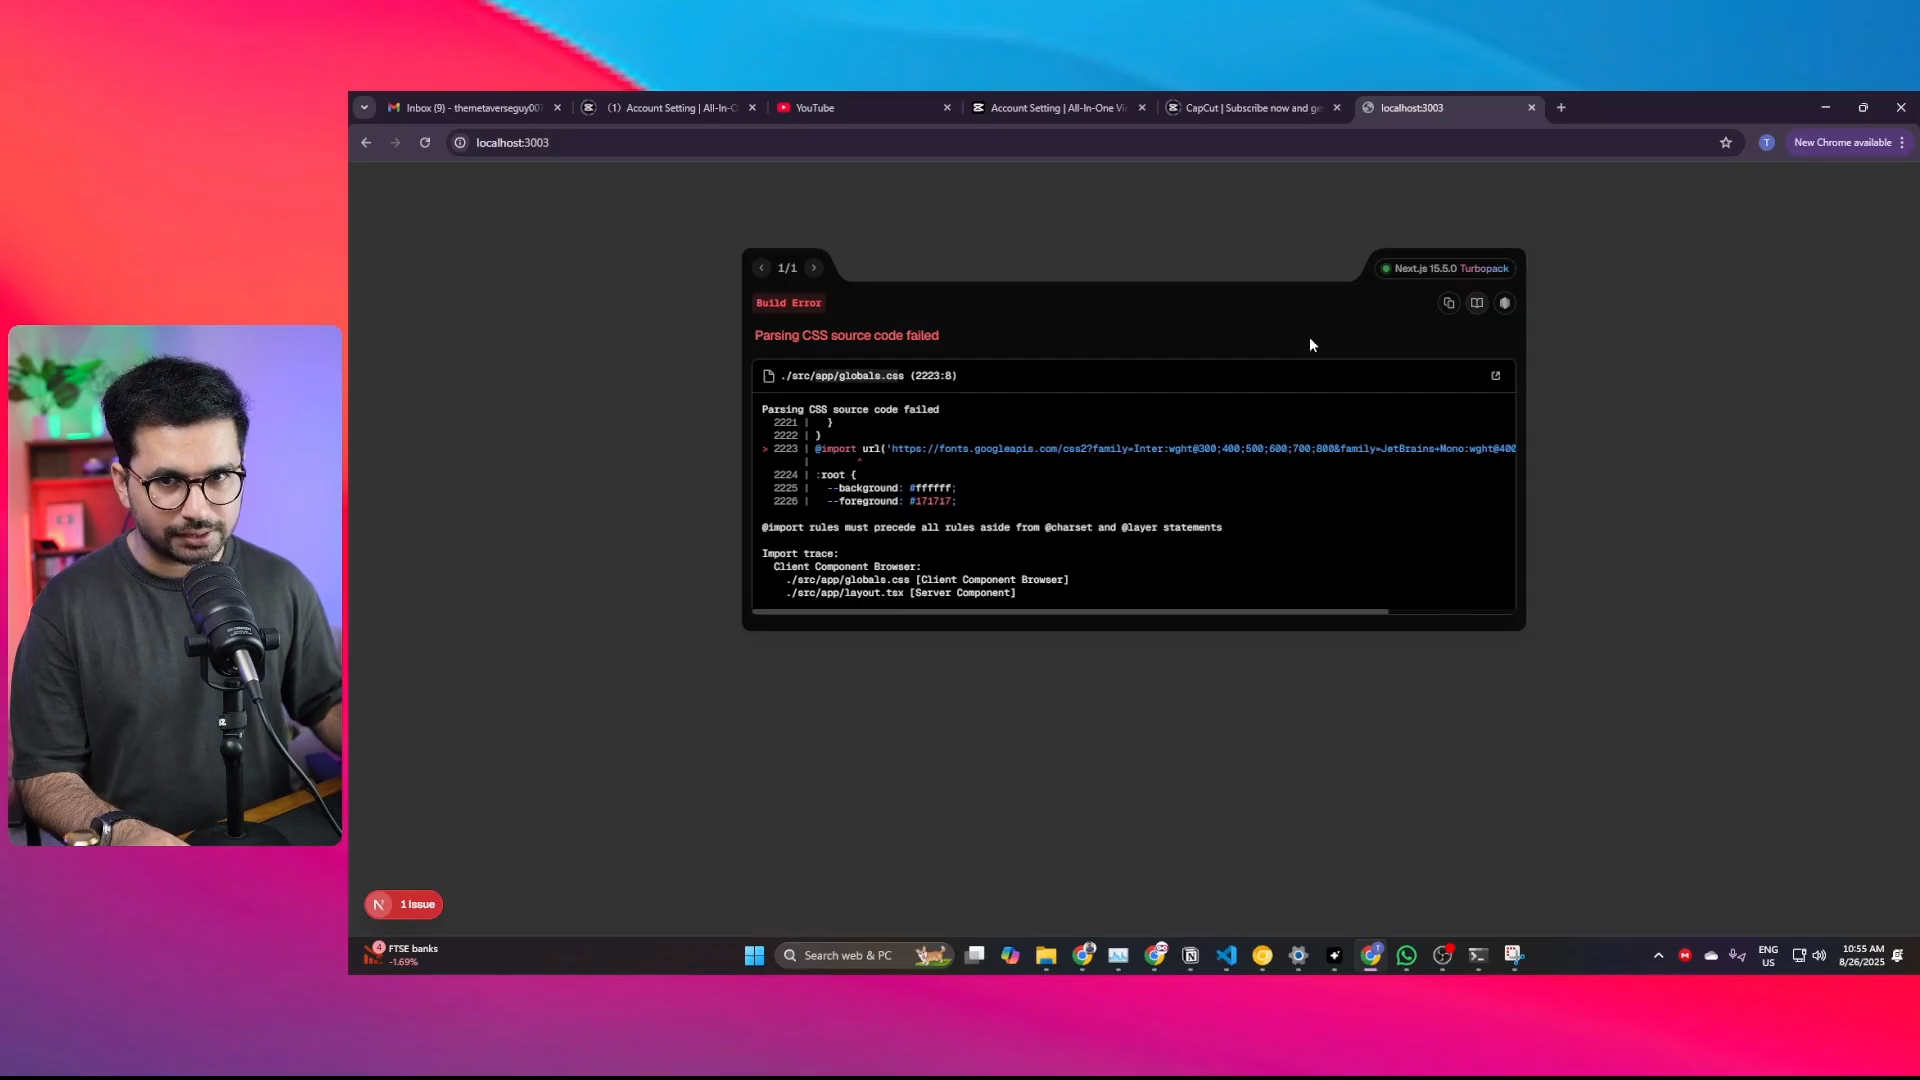 Inbox (9) - themetaverseguy007
(1) Account Setting | All-In-O
YouTube
Account Setting | All-In-One Vi
CapCut | Subscribe now and ge
localhost:3003
localhost:3003
T
New Chrome available
1/1
Next.js 15.5.0 Turbopack
Build Error
Parsing CSS source code failed
./src/app/globals.css (2223:8)
Parsing CSS source code failed
2221 | }
2222 | }
> 2223 | @import url('https://fonts.googleapis.com/css2?family=Inter:wght@300;400;500;600;700;800&family=JetBrains+Mono:wght@400
| ^
2224 | :root {
2225 | --background: #ffffff;
2226 | --foreground: #171717;
@import rules must precede all rules aside from @charset and @layer statements
Import trace:
Client Component Browser:
./src/app/globals.css [Client Component Browser]
./src/app/layout.tsx [Server Component]
N 1 Issue
4
FTSE banks
-1.69%
Search web & PC
ENG
US
10:55 AM
8/26/2025